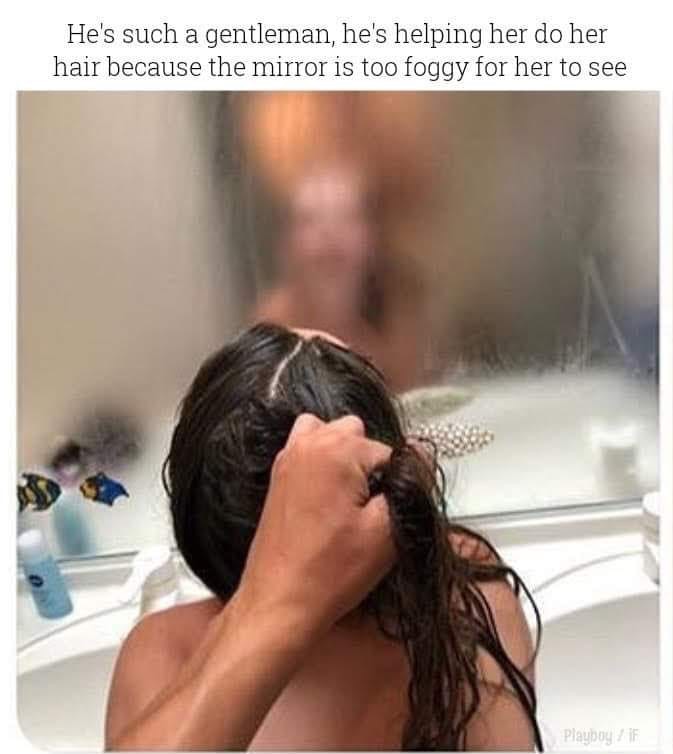 He's such a gentleman, he's helping her do her
hair because the mirror is too foggy for her to see
Playboy / iF